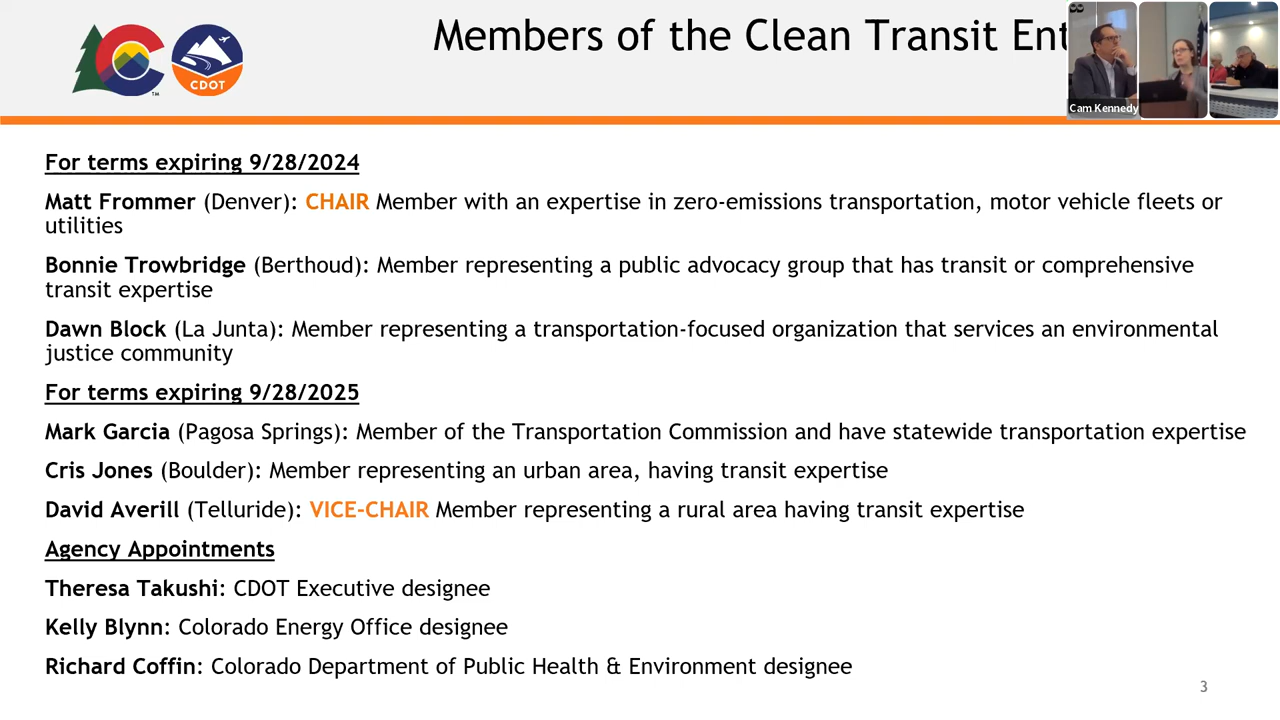 Members of the Clean Transit Ent
Cam Kennedy
CDOT
TM
For terms expiring 9/28/2024
Matt Frommer (Denver): CHAIR Member with an expertise in zero-emissions transportation, motor vehicle fleets or
utilities
Bonnie Trowbridge (Berthoud): Member representing a public advocacy group that has transit or comprehensive
transit expertise
Dawn Block (La Junta): Member representing a transportation-focused organization that services an environmental
justice community
For terms expiring 9/28/2025
Mark Garcia (Pagosa Springs): Member of the Transportation Commission and have statewide transportation expertise
Cris Jones (Boulder): Member representing an urban area, having transit expertise
David Averill (Telluride): VICE-CHAIR Member representing a rural area having transit expertise
Agency Appointments
Theresa Takushi: CDOT Executive designee
Kelly Blynn: Colorado Energy Office designee
Richard Coffin: Colorado Department of Public Health & Environment designee
3